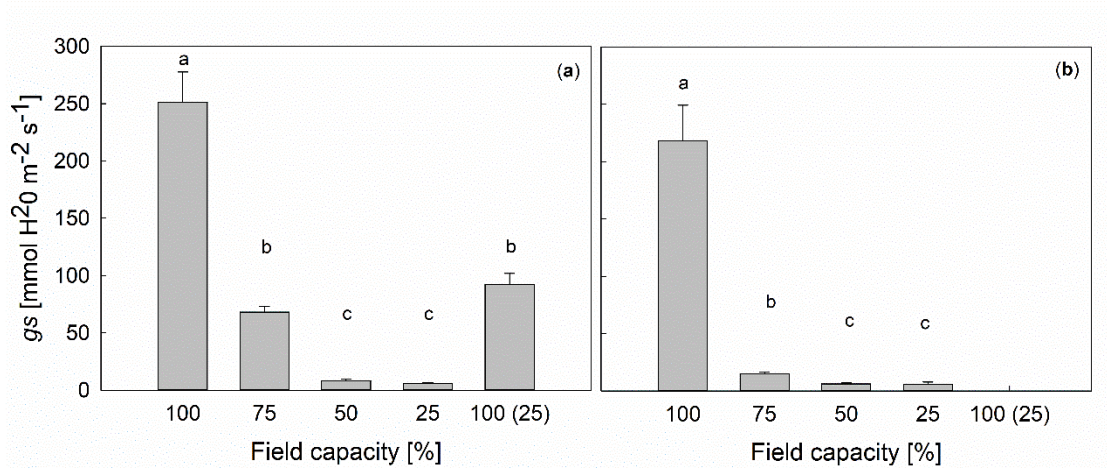 300
250
200
150
100
50
0
gs [mmol H20 m-2 s-1]
a
b
c
c
b
(a)
100 75 50 25 100 (25)
Field capacity [%]
a
b
c
c
(b)
100 75 50 25 100 (25)
Field capacity [%]